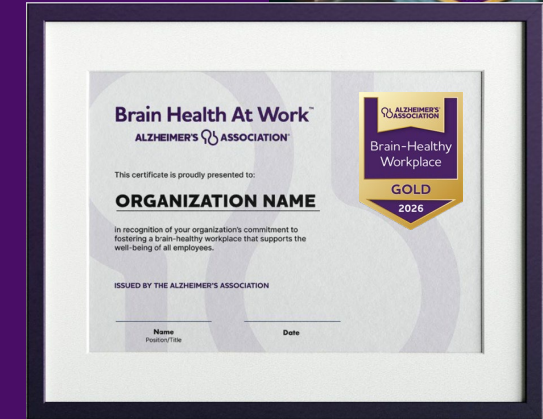 Brain Health At Work™
ALZHEIMER'S ASSOCIATION®
This certificate is proudly presented to:
ORGANIZATION NAME
in recognition of your organization's commitment to
fostering a brain-healthy workplace that supports the
well-being of all employees.
ISSUED BY THE ALZHEIMER'S ASSOCIATION
Name
Position/Title
Date
ALZHEIMER'S
ASSOCIATION
Brain-Healthy
Workplace
GOLD
2026